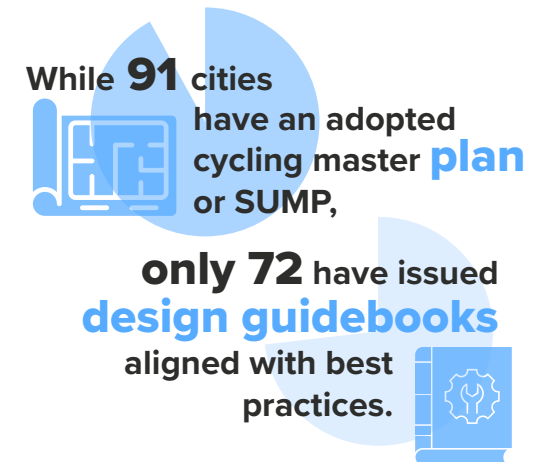 While 91 cities
have an adopted
cycling master plan
or SUMP,
only 72 have issued
design guidebooks
aligned with best
practices.